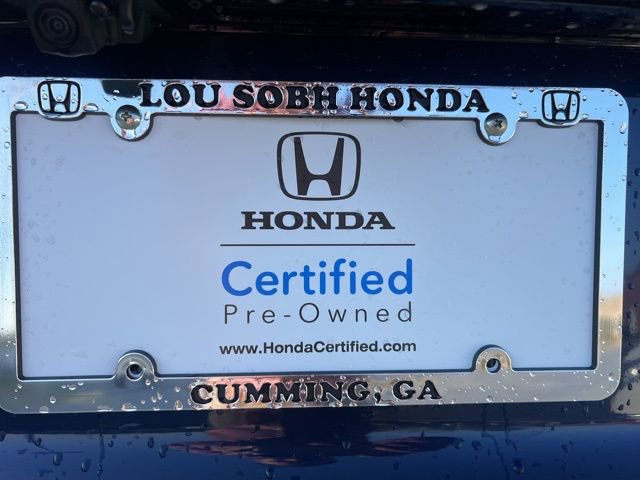 LOU SOBH HONDA
HONDA
Certified
Pre-Owned
www.HondaCertified.com
CUMMING, GA